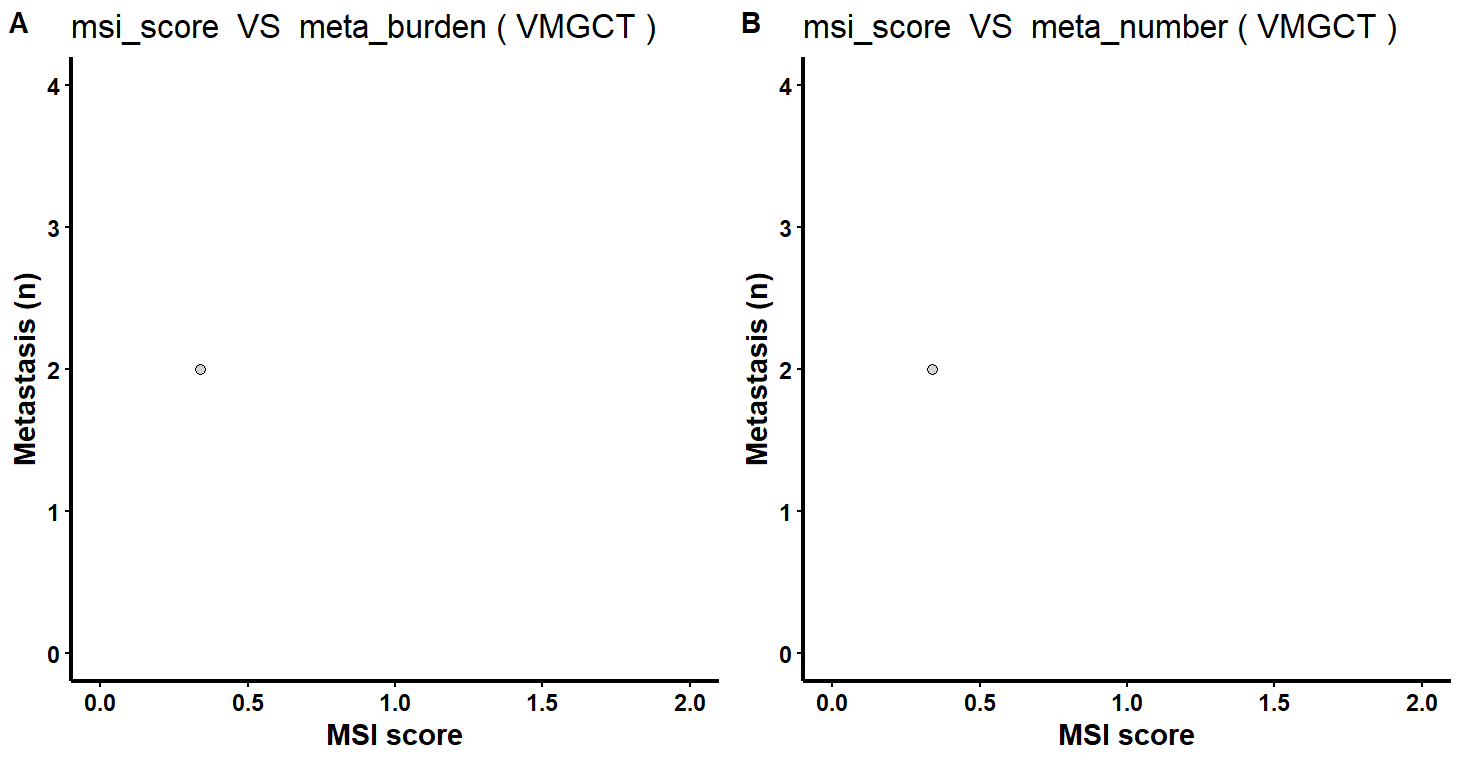 A
msi_score VS meta_burden ( VMGCT )
4
3
2
1
0
Metastasis (n)
0.0 0.5 1.0 1.5 2.0
MSI score
B
msi_score VS meta_number ( VMGCT )
4
3
2
1
0
Metastasis (n)
0.0 0.5 1.0 1.5 2.0
MSI score